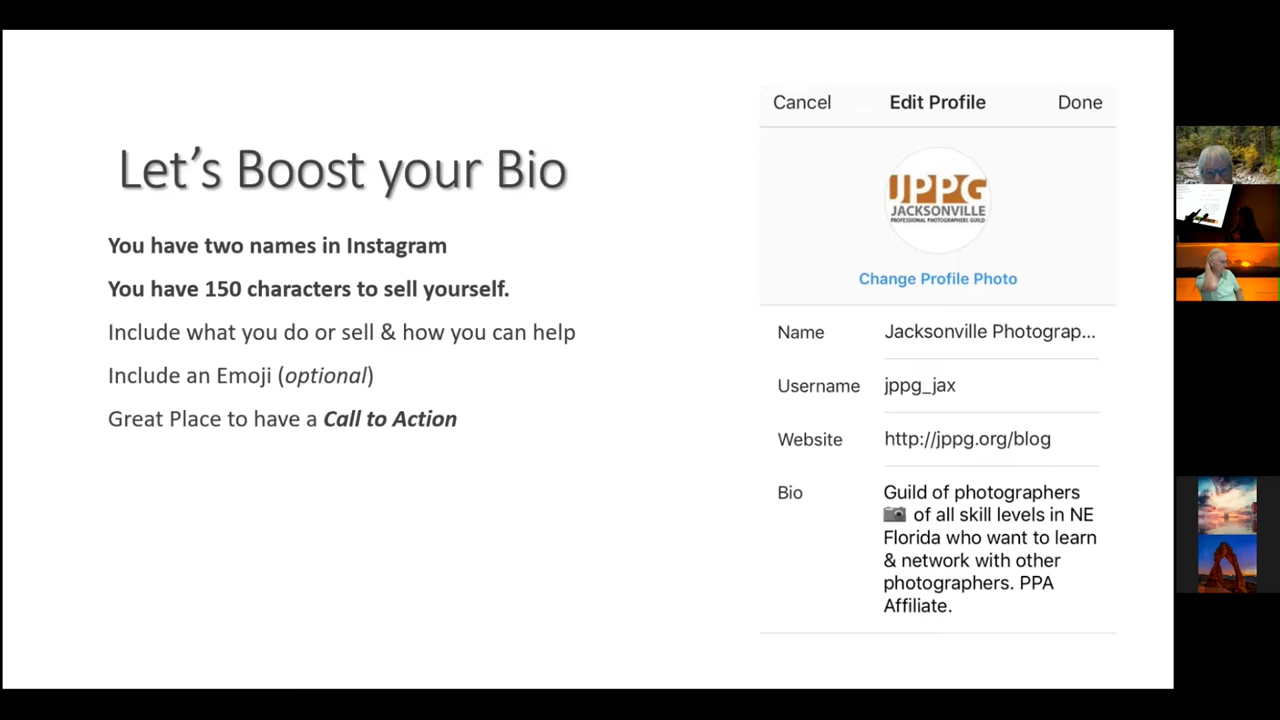 Let's Boost your Bio
You have two names in Instagram
You have 150 characters to sell yourself.
Include what you do or sell & how you can help
Include an Emoji (optional)
Great Place to have a Call to Action
Cancel Edit Profile Done
JPPG
JACKSONVILLE
PROFESSIONAL PHOTOGRAPHERS GUILD
Change Profile Photo
Name Jacksonville Photograp...
Username jppg_jax
Website http://jppg.org/blog
Bio Guild of photographers
📷 of all skill levels in NE
Florida who want to learn
& network with other
photographers. PPA
Affiliate.